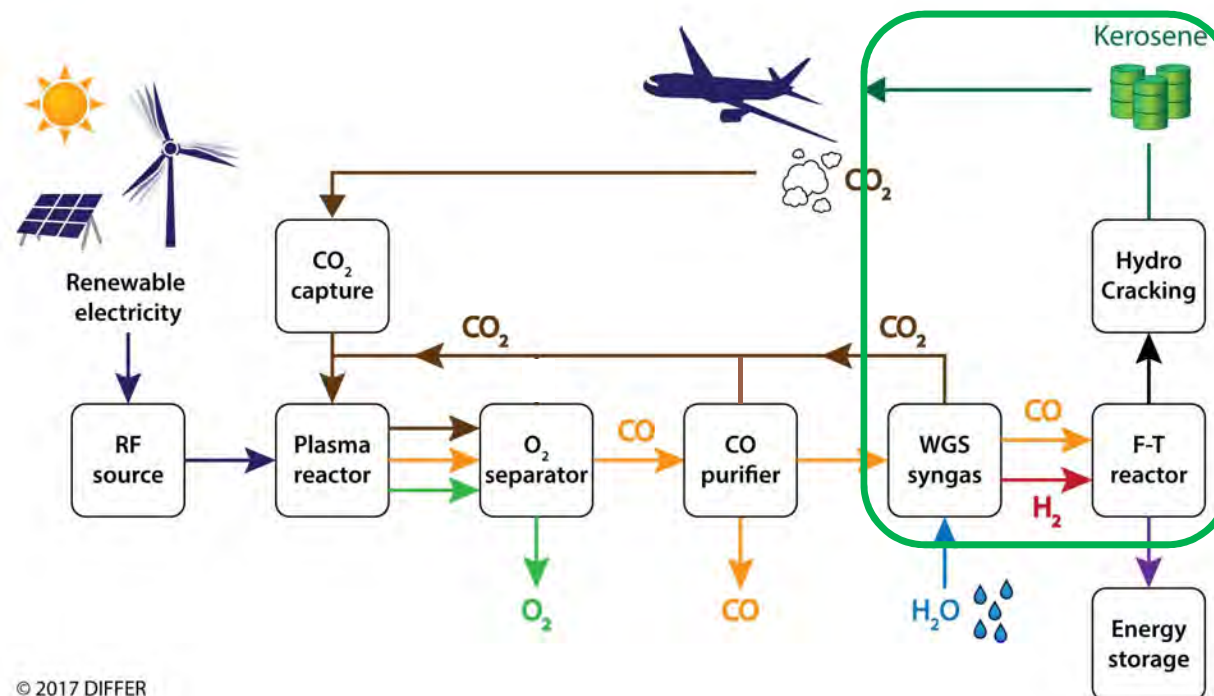 Kerosene
CO₂
CO₂
capture
Hydro
Cracking
Renewable
electricity
CO₂
CO₂
RF
source
Plasma
reactor
O₂
separator
CO
CO
purifier
WGS
syngas
CO
H₂
F-T
reactor
O₂
CO
H₂O
Energy
storage
© 2017 DIFFER